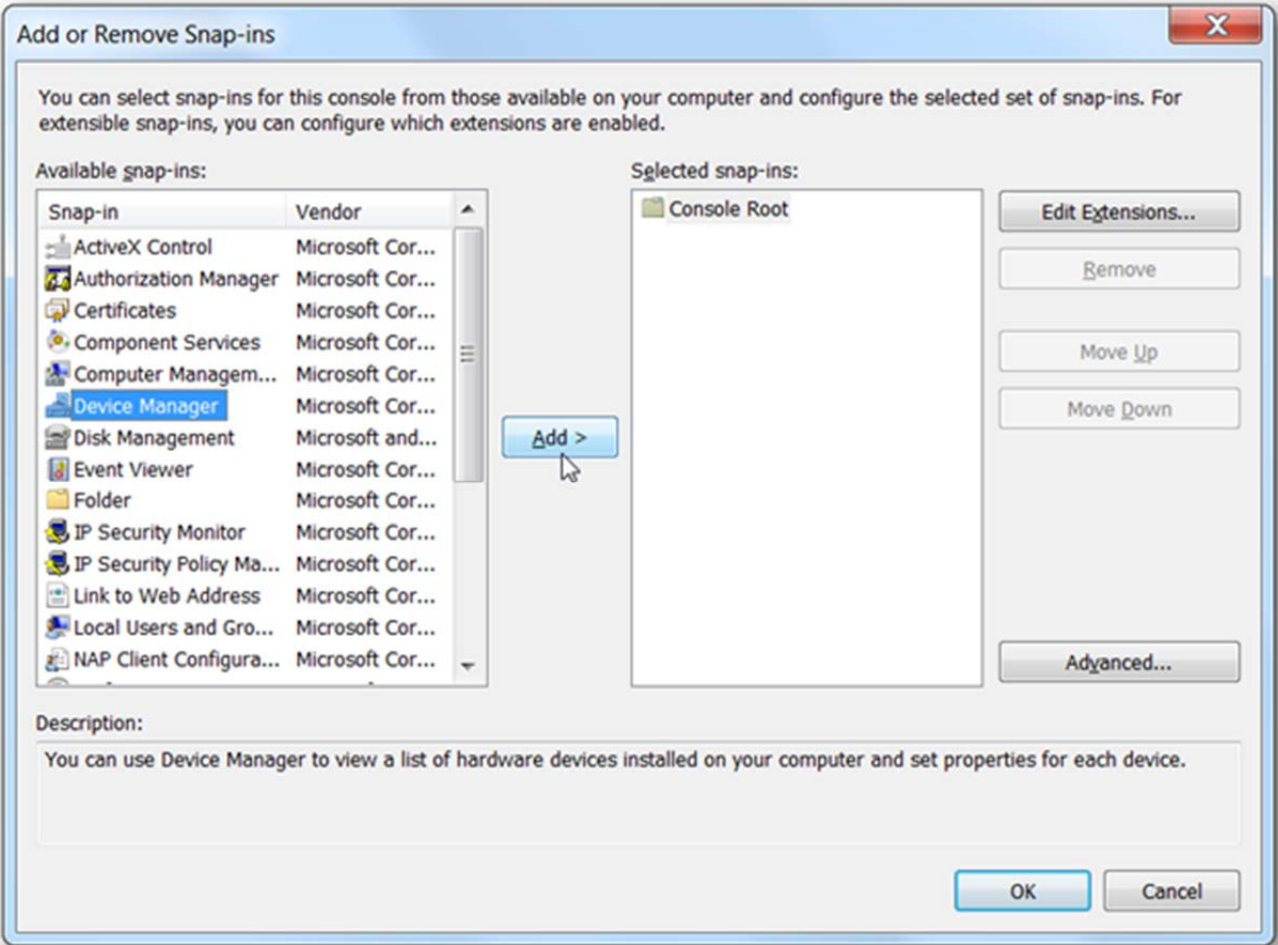 Add or Remove Snap-ins
You can select snap-ins for this console from those available on your computer and configure the selected set of snap-ins. For
extensible snap-ins, you can configure which extensions are enabled.
Available snap-ins:
Snap-in Vendor
ActiveX Control Microsoft Cor...
Authorization Manager Microsoft Cor...
Certificates Microsoft Cor...
Component Services Microsoft Cor...
Computer Managem... Microsoft Cor...
Device Manager Microsoft Cor...
Disk Management Microsoft and...
Event Viewer Microsoft Cor...
Folder Microsoft Cor...
IP Security Monitor Microsoft Cor...
IP Security Policy Ma... Microsoft Cor...
Link to Web Address Microsoft Cor...
Local Users and Gro... Microsoft Cor...
NAP Client Configura... Microsoft Cor...
Add >
Selected snap-ins:
Console Root
Edit Extensions...
Remove
Move Up
Move Down
Advanced...
Description:
You can use Device Manager to view a list of hardware devices installed on your computer and set properties for each device.
OK
Cancel